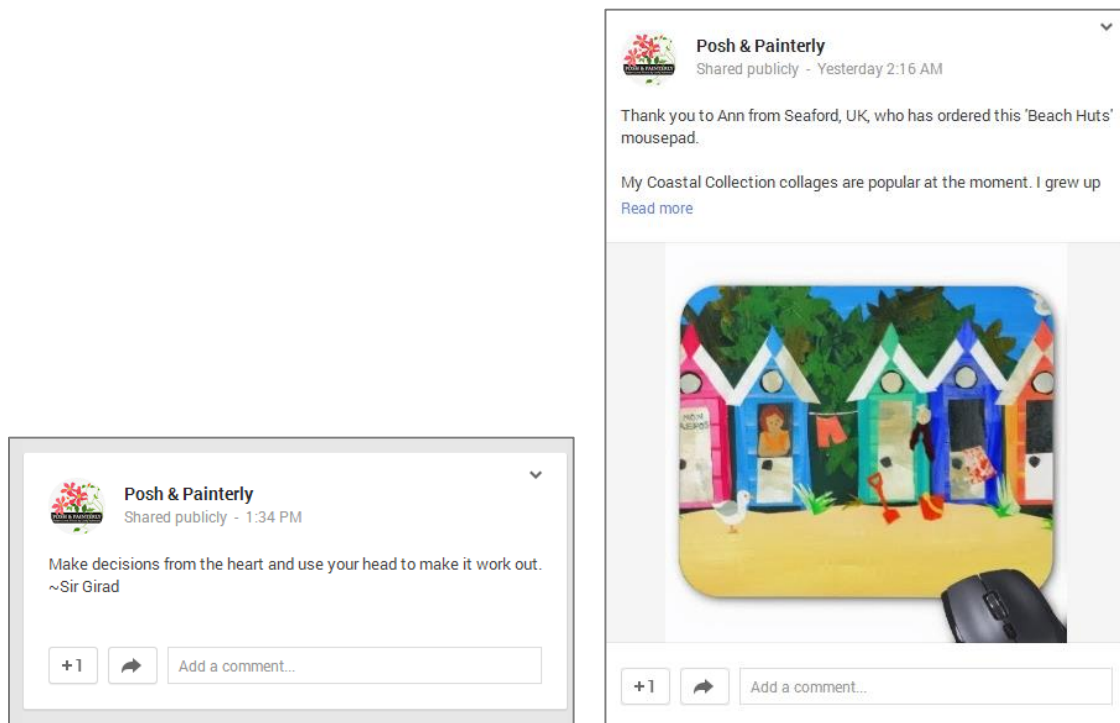 Posh & Painterly
Shared publicly - 1:34 PM
Make decisions from the heart and use your head to make it work out.
~Sir Girad
+1
Add a comment...
Posh & Painterly
Shared publicly - Yesterday 2:16 AM
Thank you to Ann from Seaford, UK, who has ordered this 'Beach Huts'
mousepad.
My Coastal Collection collages are popular at the moment. I grew up
Read more
MON
REPOS
+1
Add a comment...